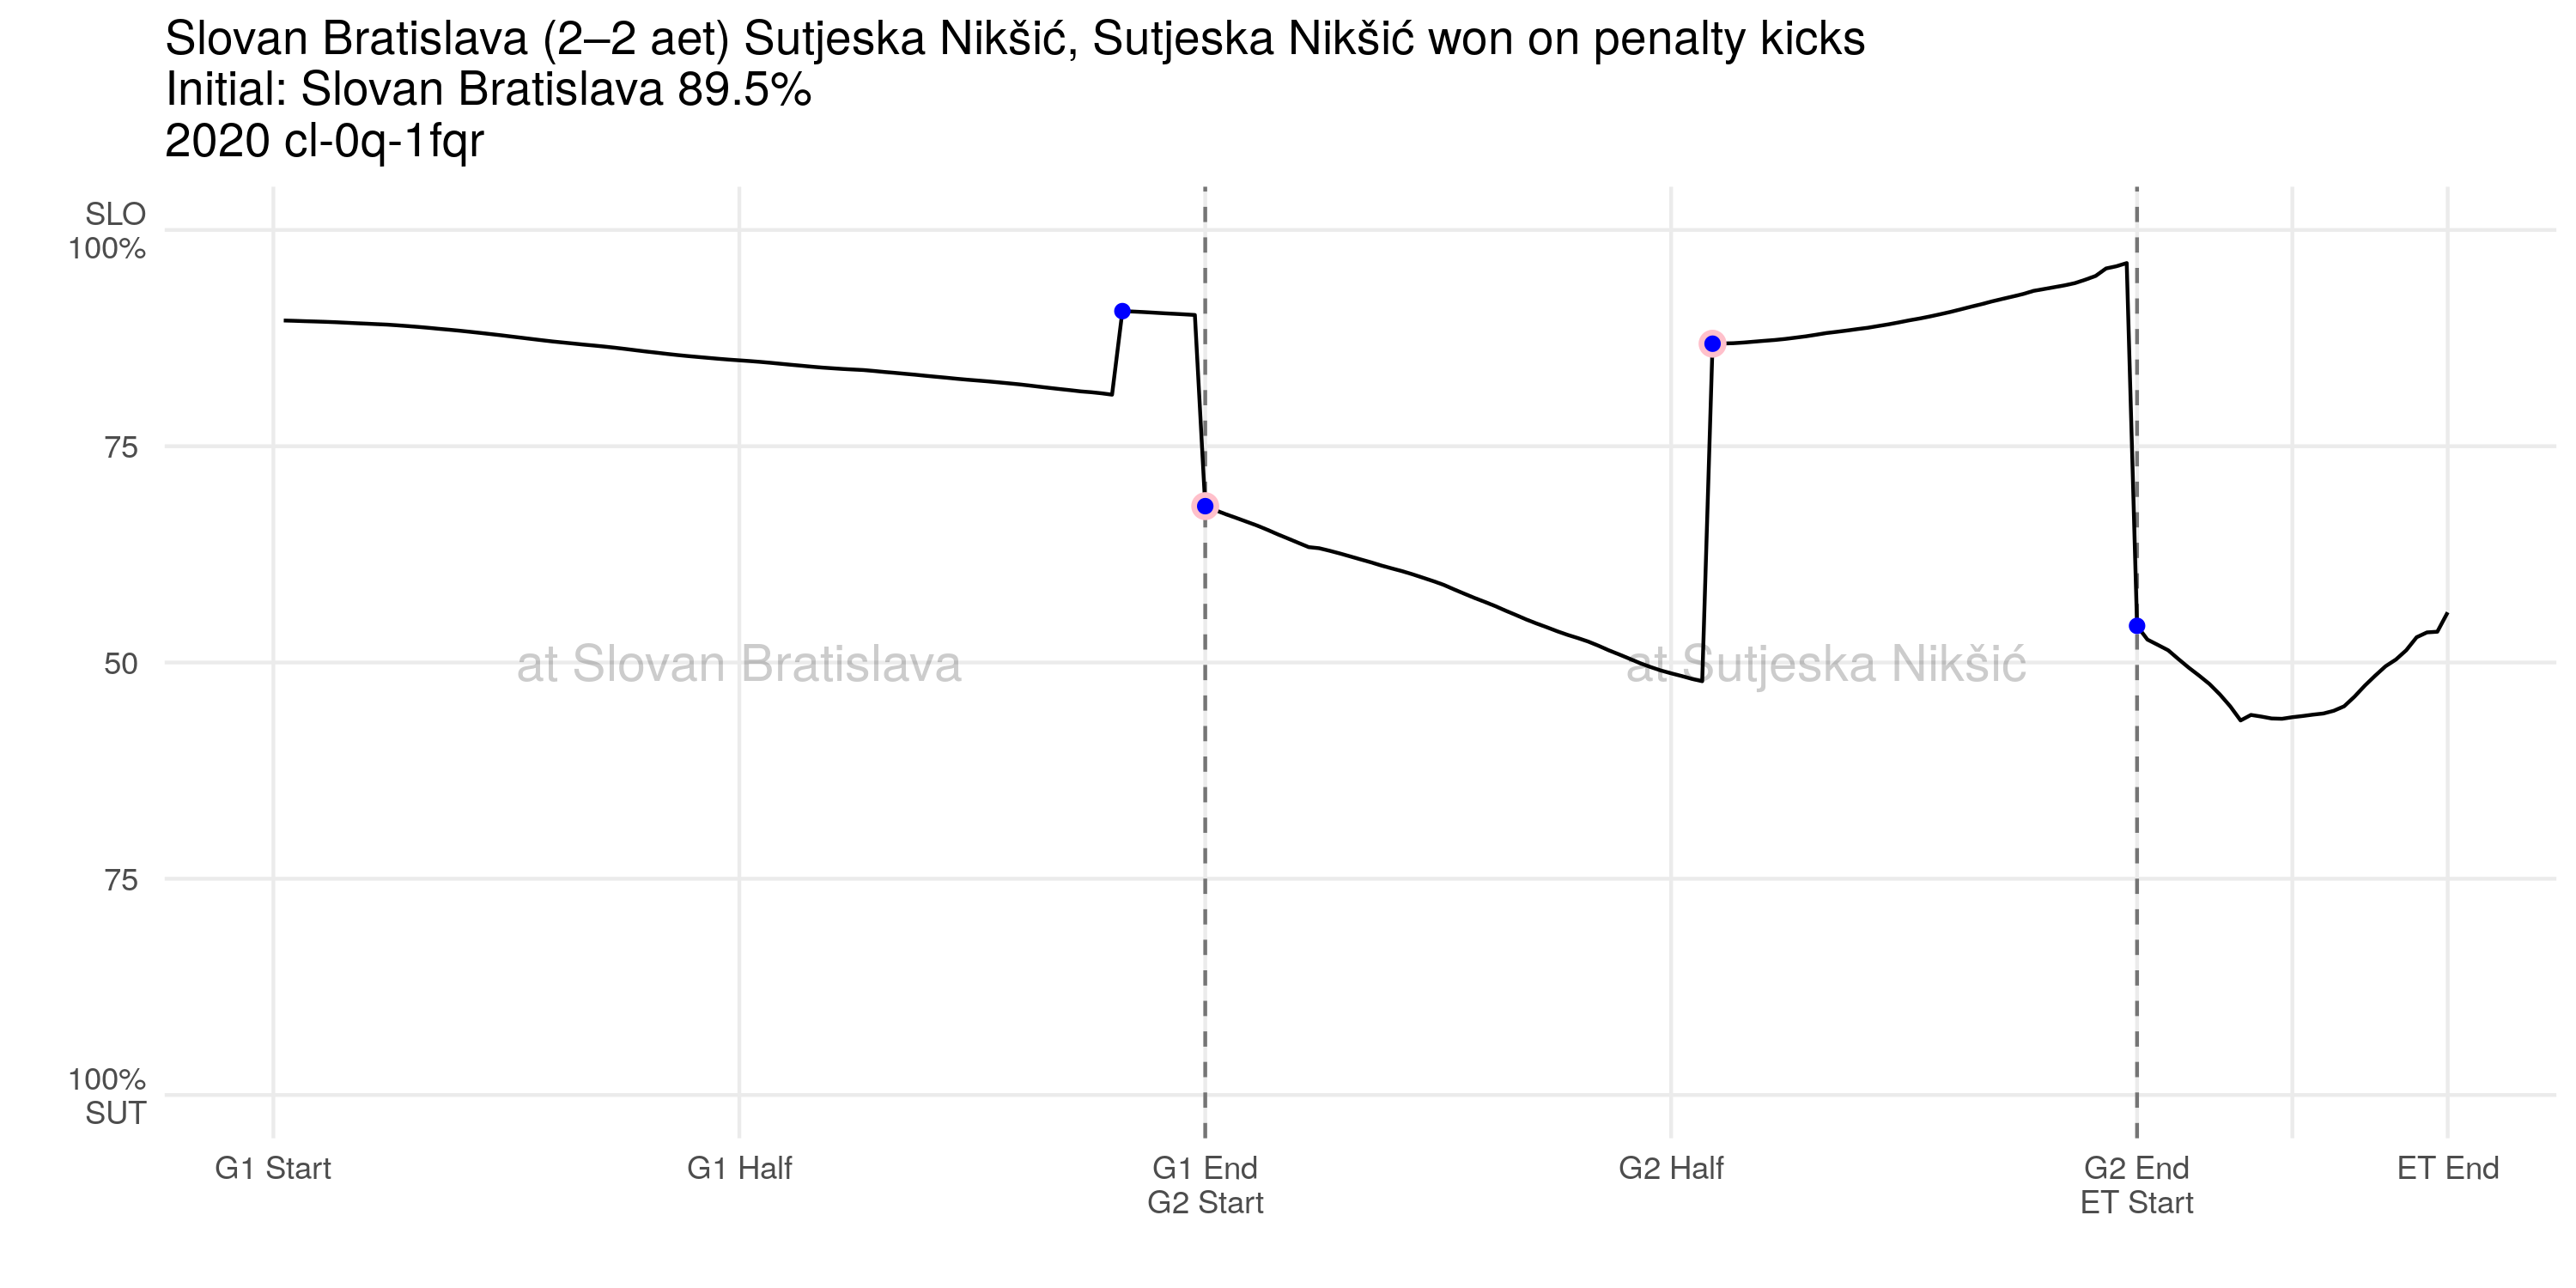 Slovan Bratislava (2–2 aet) Sutjeska Nikšić, Sutjeska Nikšić won on penalty kicks
Initial: Slovan Bratislava 89.5%
2020 cl-0q-1fqr
SLO
100%
75
50
75
100%
SUT
at Slovan Bratislava
at Sutjeska Nikšić
G1 Start
G1 Half
G1 End
G2 Start
G2 Half
G2 End
ET Start
ET End